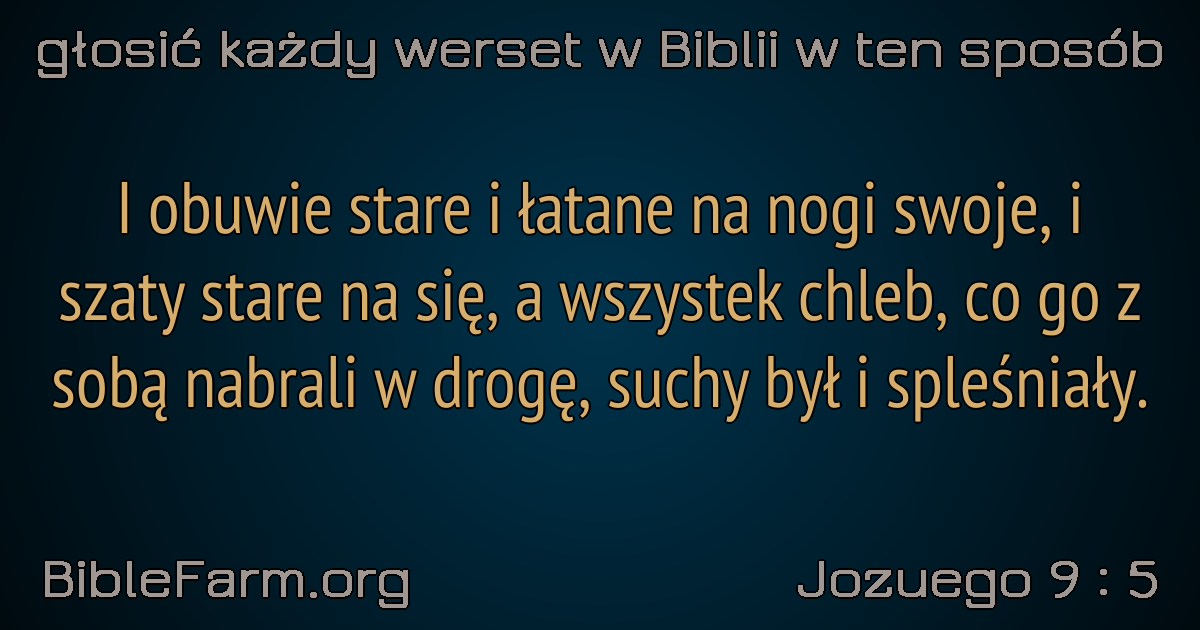 głosić każdy werset w Biblii w ten sposób
I obuwie stare i łatane na nogi swoje, i
szaty stare na się, a wszystek chleb, co go z
sobą nabrali w drogę, suchy był i spleśniały.
BibleFarm.org
Jozuego 9 : 5